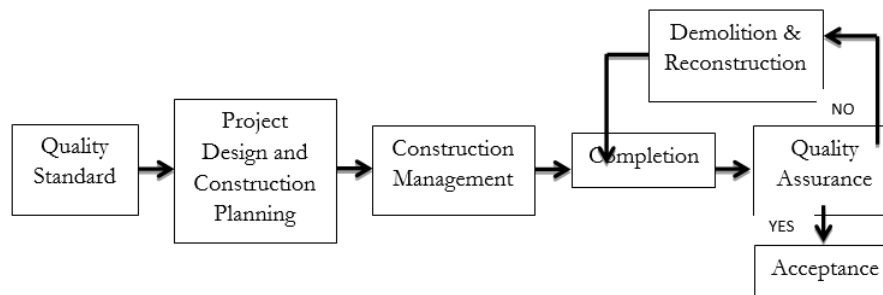 Demolition &
Reconstruction
NO
Quality
Standard
Project
Design and
Construction
Planning
Construction
Management
Completion
Quality
Assurance
YES
Acceptance